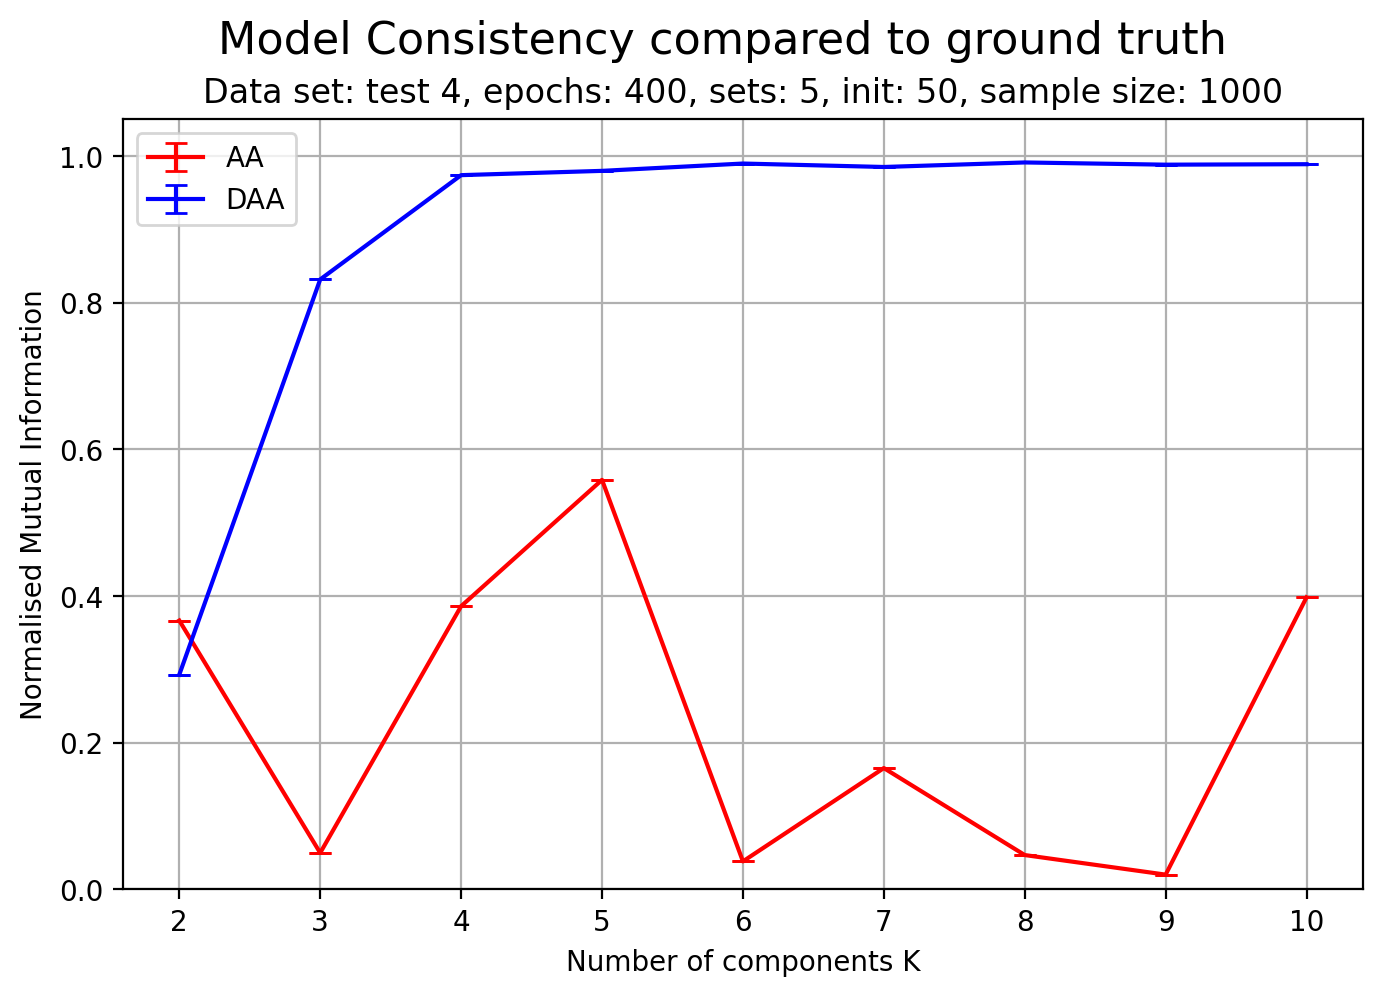 Model Consistency compared to ground truth
Data set: test 4, epochs: 400, sets: 5, init: 50, sample size: 1000
AA
DAA
1.0
0.8
0.6
0.4
0.2
0.0
Normalised Mutual Information
2 3 4 5 6 7 8 9 10
Number of components K